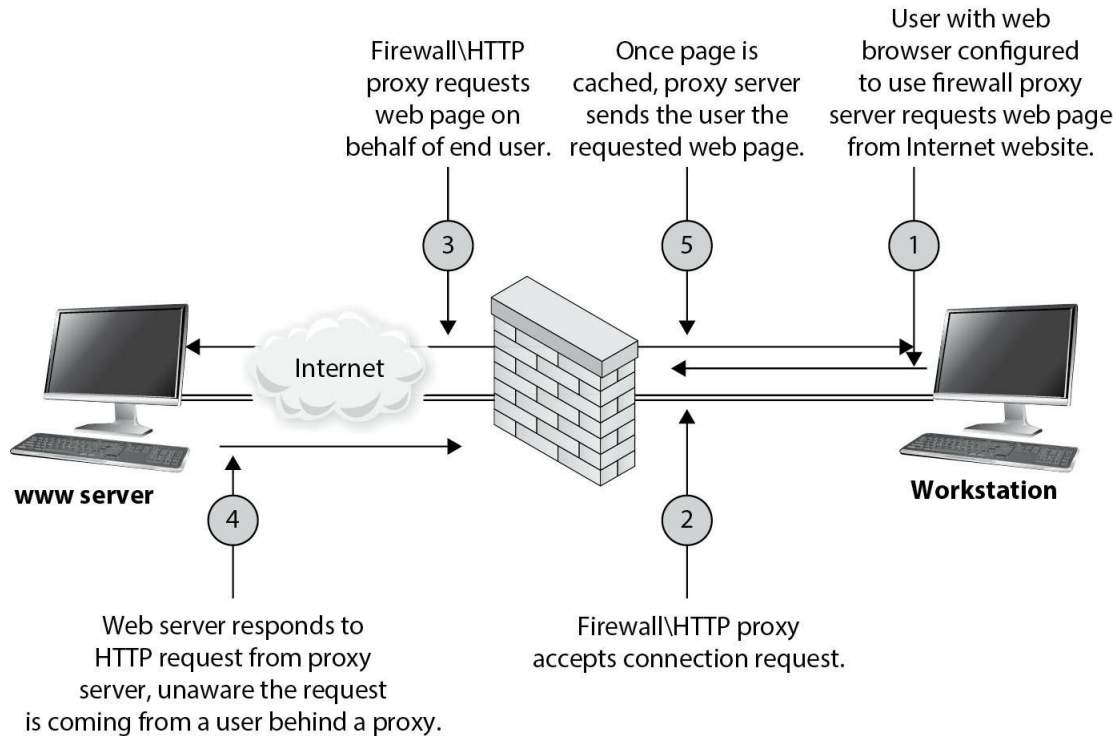 Firewall\HTTP
proxy requests
web page on
behalf of end user.
Once page is
cached, proxy server
sends the user the
requested web page.
User with web
browser configured
to use firewall proxy
server requests web page
from Internet website.
3
5
1
Internet
www server
Workstation
4
2
Web server responds to
HTTP request from proxy
server, unaware the request
is coming from a user behind a proxy.
Firewall\HTTP proxy
accepts connection request.